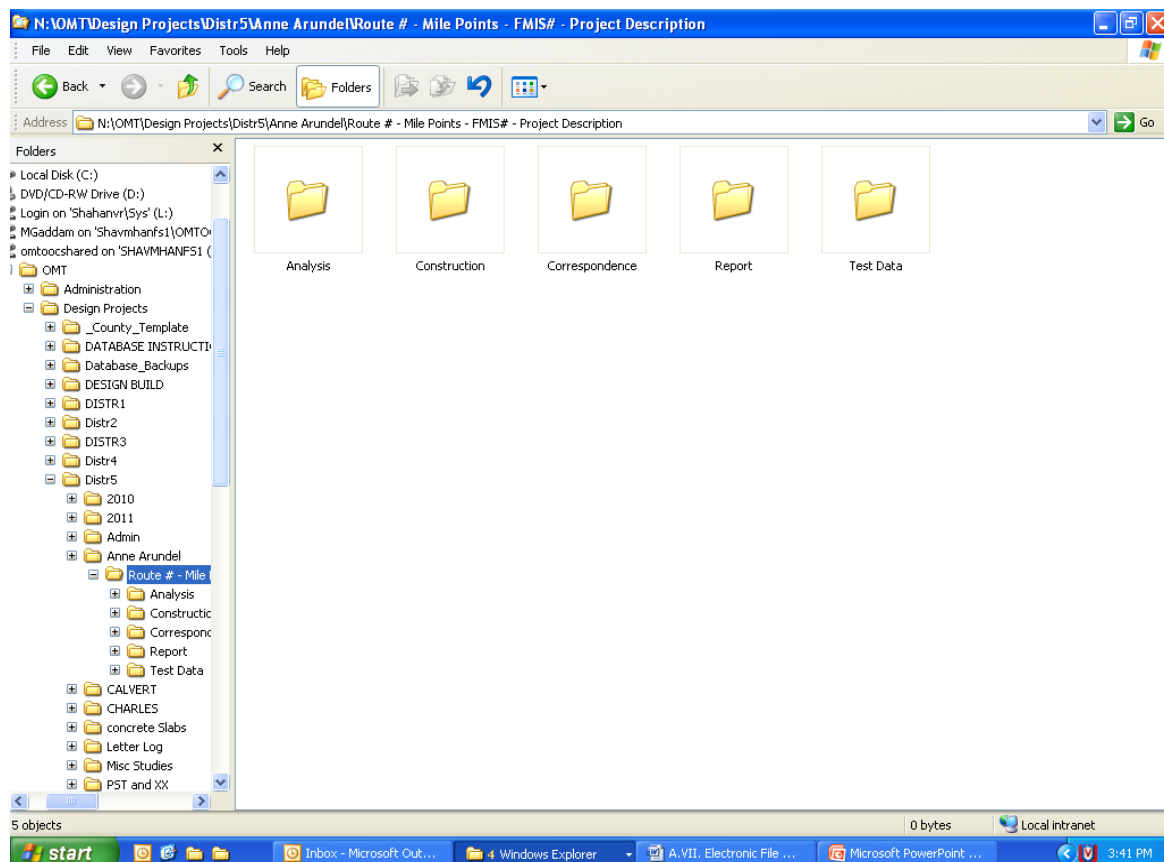 N:\OMT\Design Projects\Distr5\Anne Arundel\Route # - Mile Points - FMIS# - Project Description
File Edit View Favorites Tools Help
Back Search Folders
Address N:\OMT\Design Projects\Distr5\Anne Arundel\Route # - Mile Points - FMIS# - Project Description Go
Folders
Local Disk (C:)
DVD/CD-RW Drive (D:)
Login on 'Shahanvr\Sys' (L:)
MGaddam on 'Shavmhanfs1\OMTO
omtoocshared on 'SHAVMHANFS1 (
OMT
Administration
Design Projects
_County_Template
DATABASE INSTRUCTI
Database_Backups
DESIGN BUILD
DISTR1
Distr2
DISTR3
Distr4
Distr5
2010
2011
Admin
Anne Arundel
Route # - Mile
Analysis
Constructic
Correspond
Report
Test Data
CALVERT
CHARLES
concrete Slabs
Letter Log
Misc Studies
PST and XX
Analysis Construction Correspondence Report Test Data
5 objects 0 bytes Local intranet
start Inbox - Microsoft Out... 4 Windows Explorer A.VII. Electronic File ... Microsoft PowerPoint ... 3:41 PM